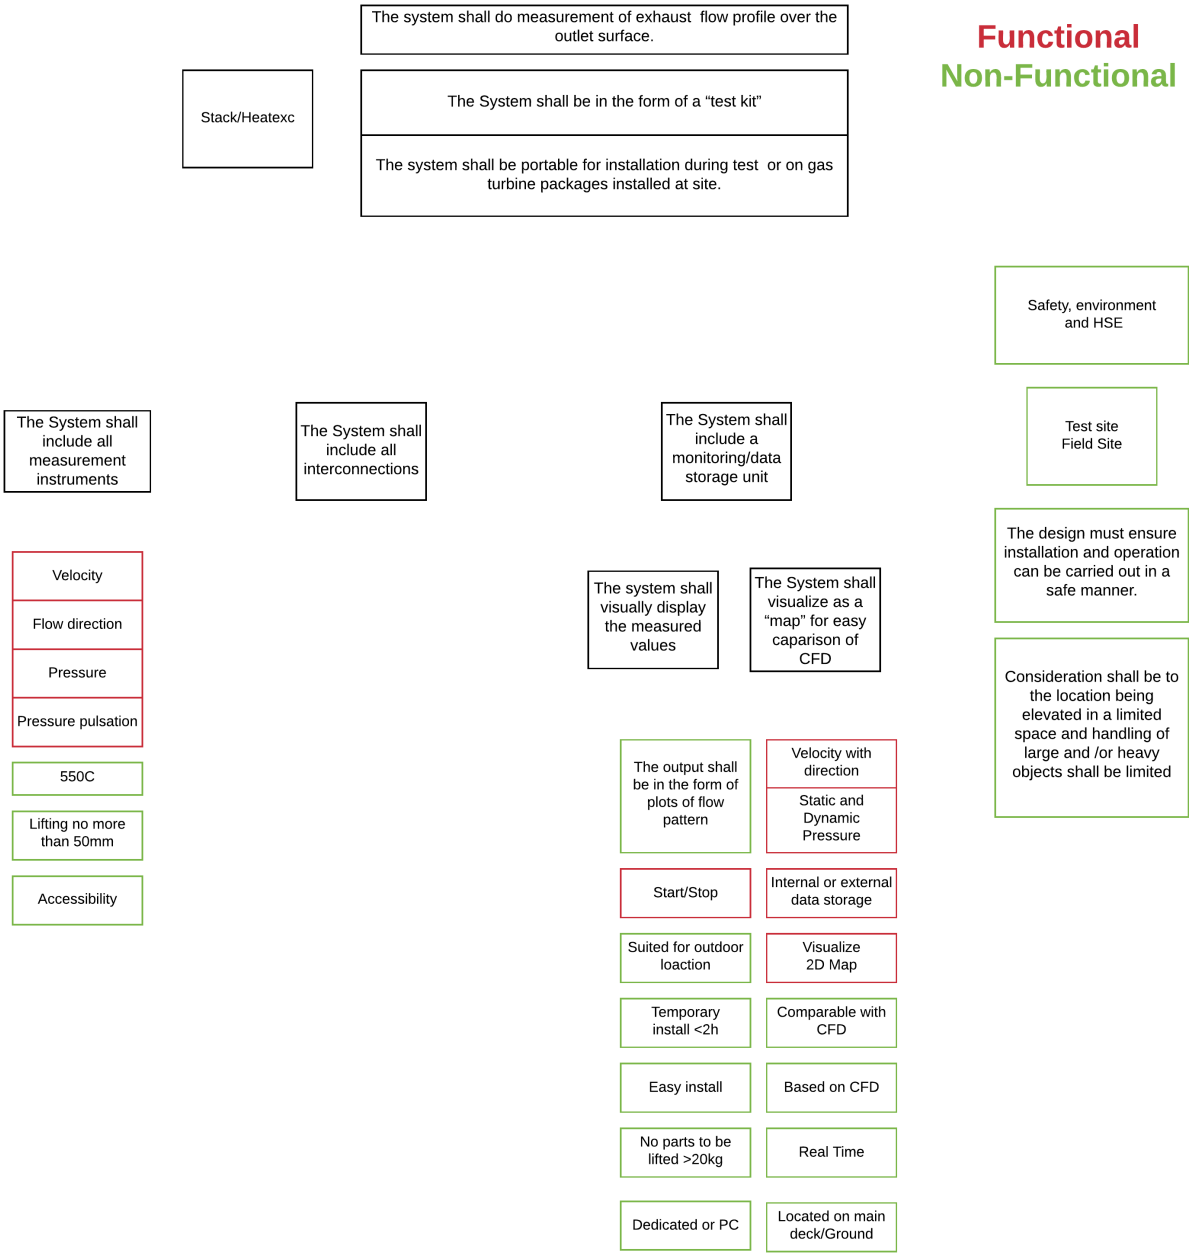 The system shall do measurement of exhaust flow profile over the
outlet surface.
Functional
Non-Functional
Stack/Heatexc
The System shall be in the form of a “test kit”
The system shall be portable for installation during test or on gas
turbine packages installed at site.
Safety, environment
and HSE
Test site
Field Site
The design must ensure
installation and operation
can be carried out in a
safe manner.
Consideration shall be to
the location being
elevated in a limited
space and handling of
large and /or heavy
objects shall be limited
The System shall
include all
measurement
instruments
The System shall
include all
interconnections
The System shall
include a
monitoring/data
storage unit
Velocity
Flow direction
Pressure
Pressure pulsation
550C
Lifting no more
than 50mm
Accessibility
The system shall
visually display
the measured
values
The System shall
visualize as a
“map” for easy
caparison of
CFD
The output shall
be in the form of
plots of flow
pattern
Velocity with
direction
Static and
Dynamic
Pressure
Start/Stop
Internal or external
data storage
Suited for outdoor
loaction
Visualize
2D Map
Temporary
install <2h
Comparable with
CFD
Easy install
Based on CFD
No parts to be
lifted >20kg
Real Time
Dedicated or PC
Located on main
deck/Ground